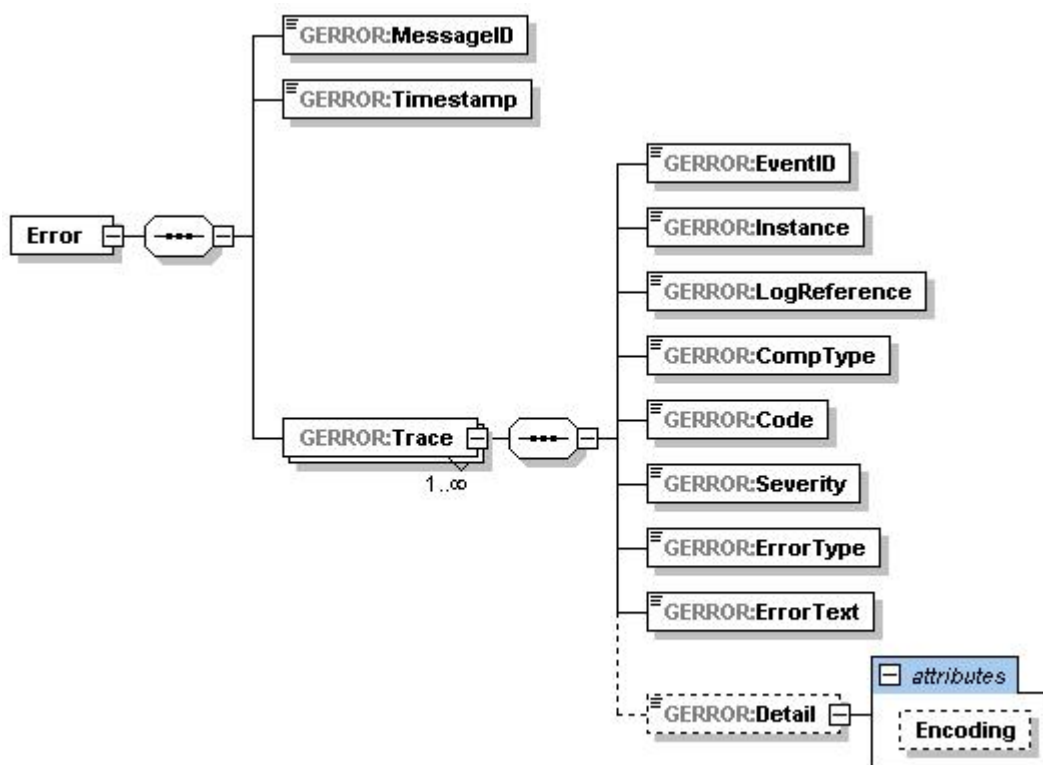 GERROR:MessageID
GERROR:Timestamp
GERROR:EventID
GERROR:Instance
Error
GERROR:LogReference
GERROR:CompType
GERROR:Code
GERROR:Trace
1..∞
GERROR:Severity
GERROR:ErrorType
GERROR:ErrorText
attributes
GERROR:Detail
Encoding